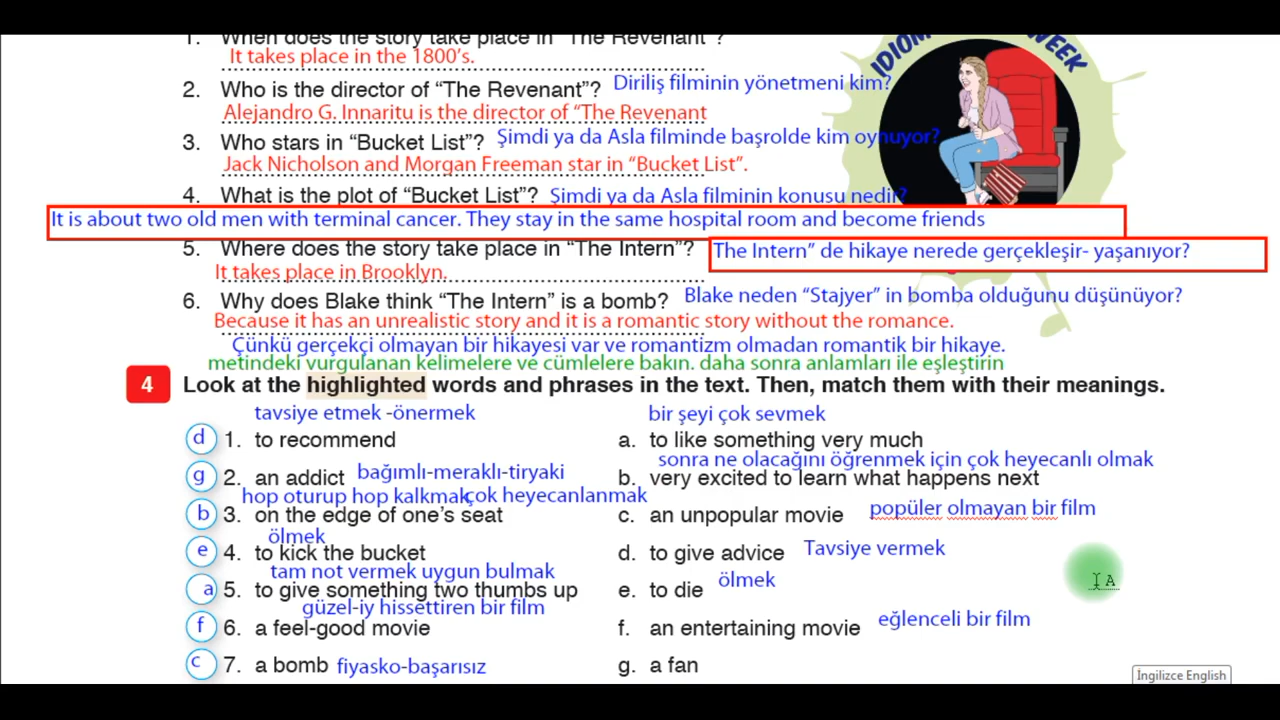 1. When does the story take place in "The Revenant"?
It takes place in the 1800's.
IDIOM WEEK
2. Who is the director of "The Revenant"? Diriliş filminin yönetmeni kim?
Alejandro G. Innaritu is the director of "The Revenant
3. Who stars in "Bucket List"? Şimdi ya da Asla filminde başrolde kim oynuyor?
Jack Nicholson and Morgan Freeman star in "Bucket List".
4. What is the plot of "Bucket List"? Şimdi ya da Asla filminin konusu nedir?
It is about two old men with terminal cancer. They stay in the same hospital room and become friends
5. Where does the story take place in "The Intern"? The Intern" de hikaye nerede gerçekleşir- yaşanıyor?
It takes place in Brooklyn.
6. Why does Blake think "The Intern" is a bomb? Blake neden "Stajyer" in bomba olduğunu düşünüyor?
Because it has an unrealistic story and it is a romantic story without the romance.
Çünkü gerçekçi olmayan bir hikayesi var ve romantizm olmadan romantik bir hikaye.
metindeki vurgulanan kelimelere ve cümlelere bakın. daha sonra anlamları ile eşleştirin
4 Look at the highlighted words and phrases in the text. Then, match them with their meanings.
tavsiye etmek -önermek
d 1. to recommend
g 2. an addict bağımlı-meraklı-tiryaki
hop oturup hop kalkmak çok heyecanlanmak
b 3. on the edge of one's seat
ölmek
e 4. to kick the bucket
tam not vermek uygun bulmak
a 5. to give something two thumbs up
güzel-iy hissettiren bir film
f 6. a feel-good movie
c 7. a bomb fiyasko-başarısız
bir şeyi çok sevmek
a. to like something very much
sonra ne olacağını öğrenmek için çok heyecanlı olmak
b. very excited to learn what happens next
c. an unpopular movie popüler olmayan bir film
d. to give advice Tavsiye vermek
e. to die ölmek
f. an entertaining movie eğlenceli bir film
g. a fan
A
İngilizce English